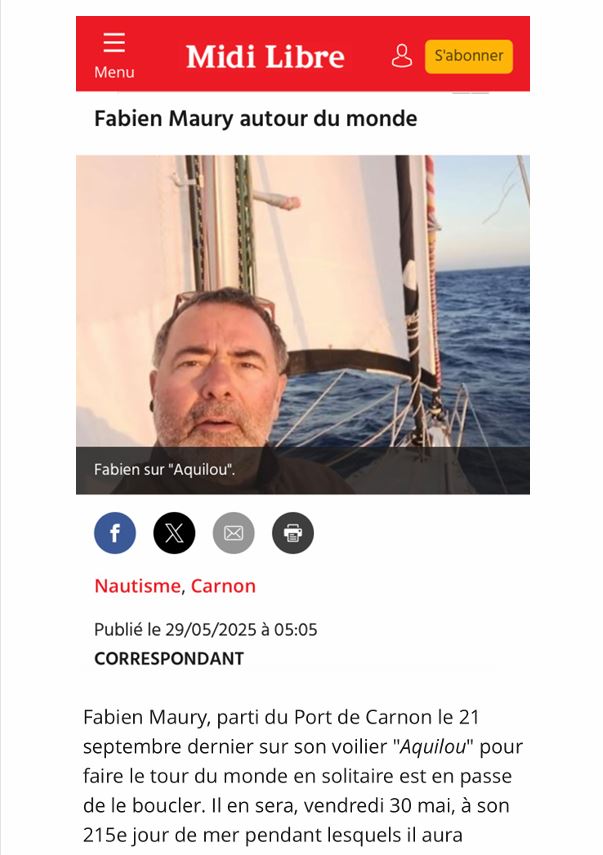 Menu
Midi Libre
S'abonner
Fabien Maury autour du monde
Fabien sur "Aquilou".
Nautisme, Carnon
Publié le 29/05/2025 à 05:05
CORRESPONDANT
Fabien Maury, parti du Port de Carnon le 21
septembre dernier sur son voilier "Aquilou" pour
faire le tour du monde en solitaire est en passe
de le boucler. Il en sera, vendredi 30 mai, à son
215e jour de mer pendant lesquels il aura